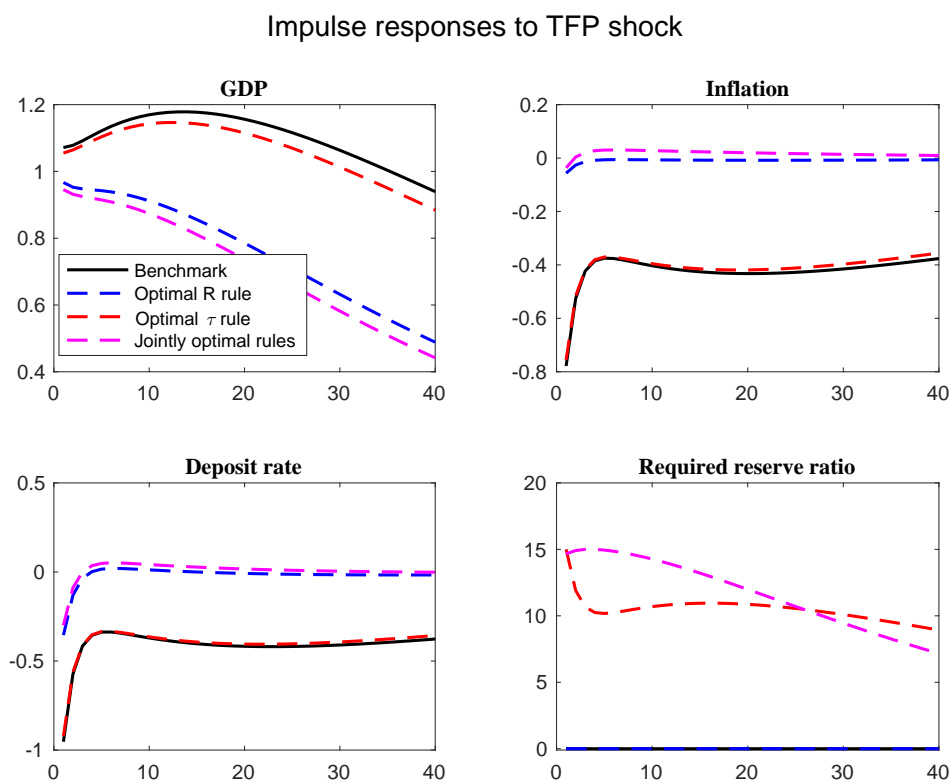 Impulse responses to TFP shock
GDP
1.2
1
0.8
0.6
0.4
0 10 20 30 40
Benchmark
Optimal R rule
Optimal τ rule
Jointly optimal rules
Inflation
0.2
0
-0.2
-0.4
-0.6
-0.8
0 10 20 30 40
Deposit rate
0.5
0
-0.5
-1
0 10 20 30 40
Required reserve ratio
20
15
10
5
0
0 10 20 30 40